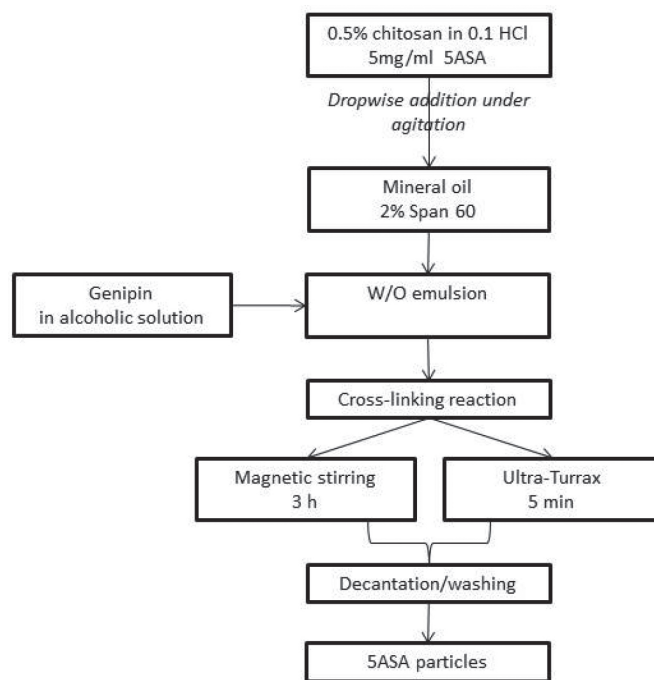 0.5% chitosan in 0.1 HCl
5mg/ml 5ASA
Dropwise addition under
agitation
Mineral oil
2% Span 60
Genipin
in alcoholic solution
W/O emulsion
Cross-linking reaction
Magnetic stirring
3 h
Ultra-Turrax
5 min
Decantation/washing
5ASA particles